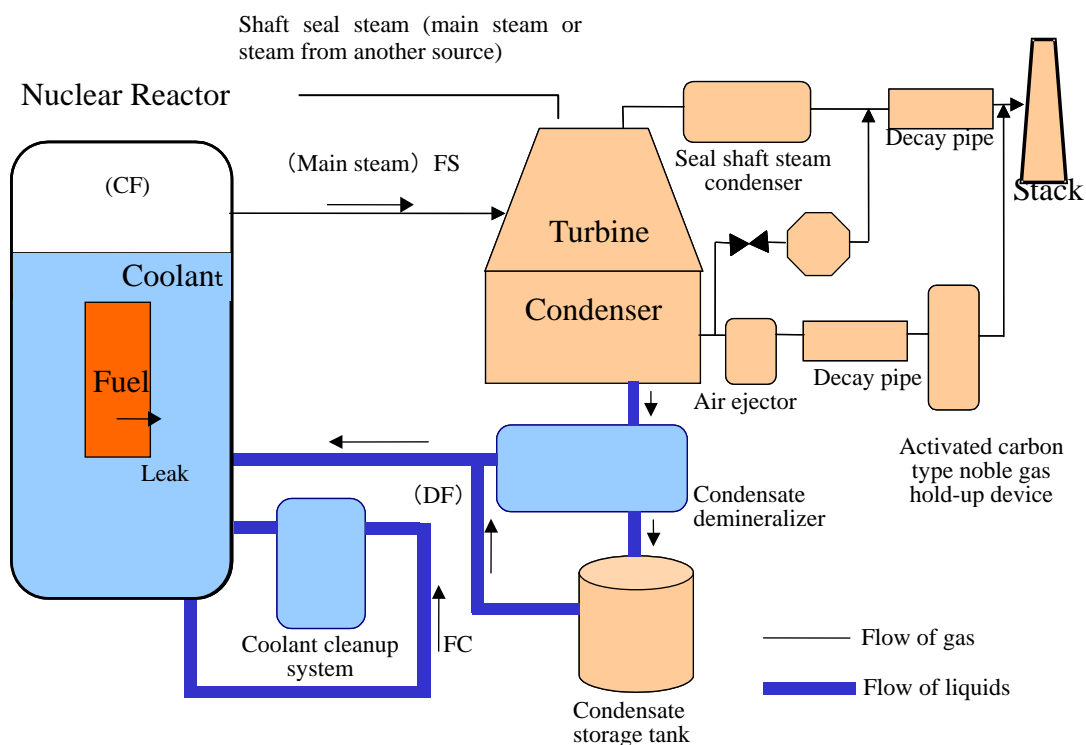 Shaft seal steam (main steam or
steam from another source)
Nuclear Reactor
(CF)
（Main steam）FS
Decay pipe
Seal shaft steam
condenser
Stack
Turbine
Coolant
Condenser
Fuel
Leak
Decay pipe
Air ejector
Activated carbon
type noble gas
hold-up device
（DF）
Condensate
demineralizer
Coolant cleanup
system
FC
Flow of gas
Flow of liquids
Condensate
storage tank